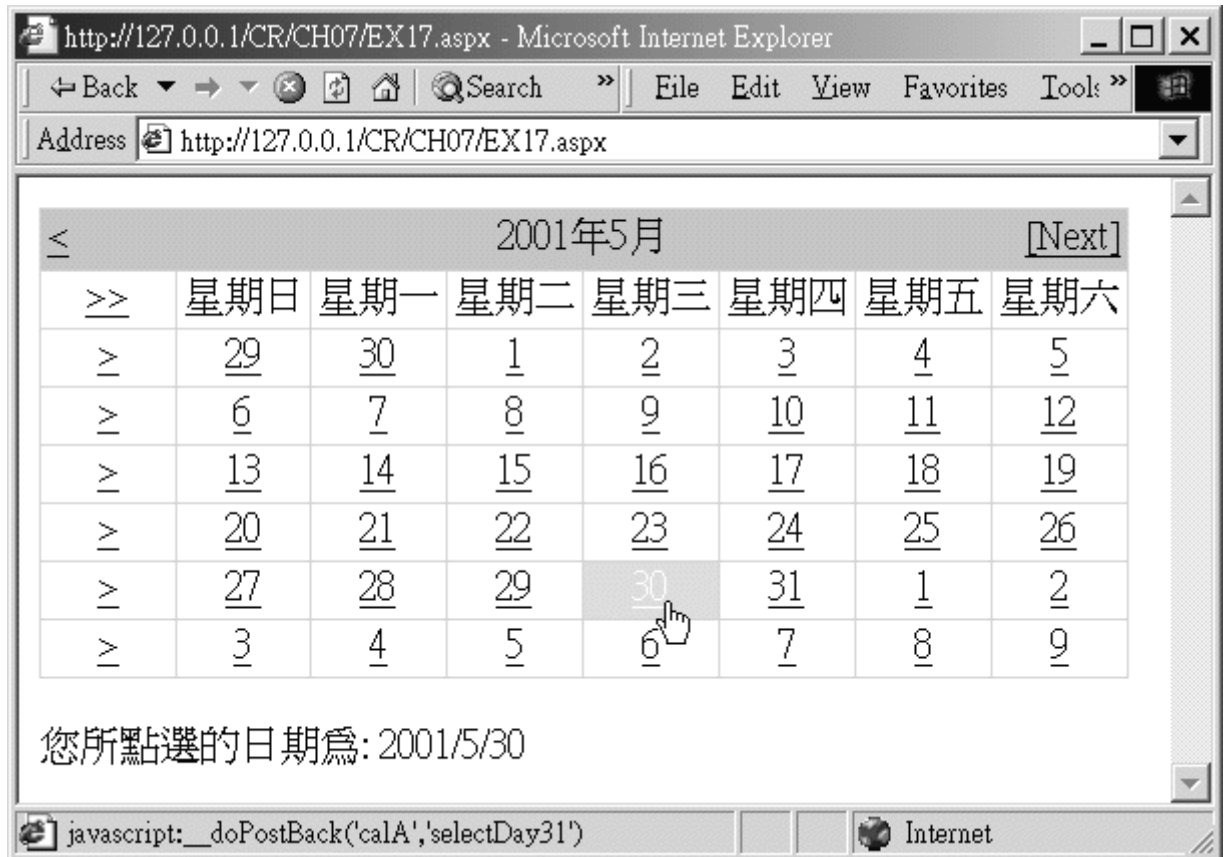 http://127.0.0.1/CR/CH07/EX17.aspx - Microsoft Internet Explorer
Back Search » Eile Edit View Favorites Tools »
Address http://127.0.0.1/CR/CH07/EX17.aspx
< 2001年5月 [Next]
>> 星期日 星期一 星期二 星期三 星期四 星期五 星期六
> 29 30 1 2 3 4 5
> 6 7 8 9 10 11 12
> 13 14 15 16 17 18 19
> 20 21 22 23 24 25 26
> 27 28 29 30 31 1 2
> 3 4 5 6 7 8 9
您所點選的日期為: 2001/5/30
javascript:__doPostBack('calA','selectDay31') Internet